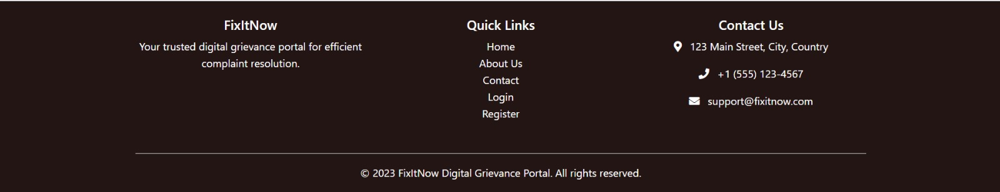 FixItNow
Your trusted digital grievance portal for efficient
complaint resolution.
Quick Links
Home
About Us
Contact
Login
Register
Contact Us
123 Main Street, City, Country
+1 (555) 123-4567
support@fixitnow.com
© 2023 FixItNow Digital Grievance Portal. All rights reserved.